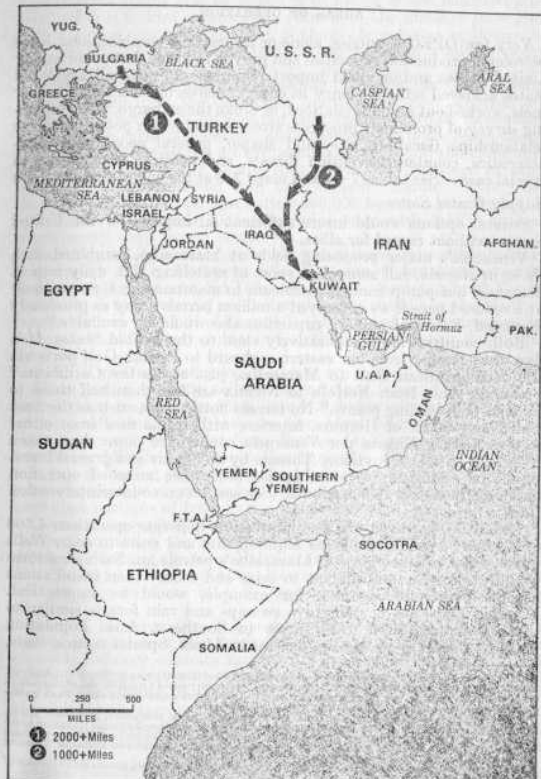 YUG.
BULGARIA
BLACK SEA
U. S. S. R.
ARAL SEA
GREECE
CASPIAN SEA
1
TURKEY
2
CYPRUS
MEDITERRANEAN SEA
LEBANON
SYRIA
ISRAEL
IRAQ
IRAN
AFGHAN.
JORDAN
EGYPT
KUWAIT
Strait of Hormuz
PERSIAN GULF
PAK.
SAUDI ARABIA
U.A.A.
RED SEA
OMAN
SUDAN
INDIAN OCEAN
YEMEN
SOUTHERN YEMEN
F.T.A.I.
SOCOTRA
ETHIOPIA
ARABIAN SEA
SOMALIA
0 250 500
MILES
1 2000+Miles
2 1000+Miles